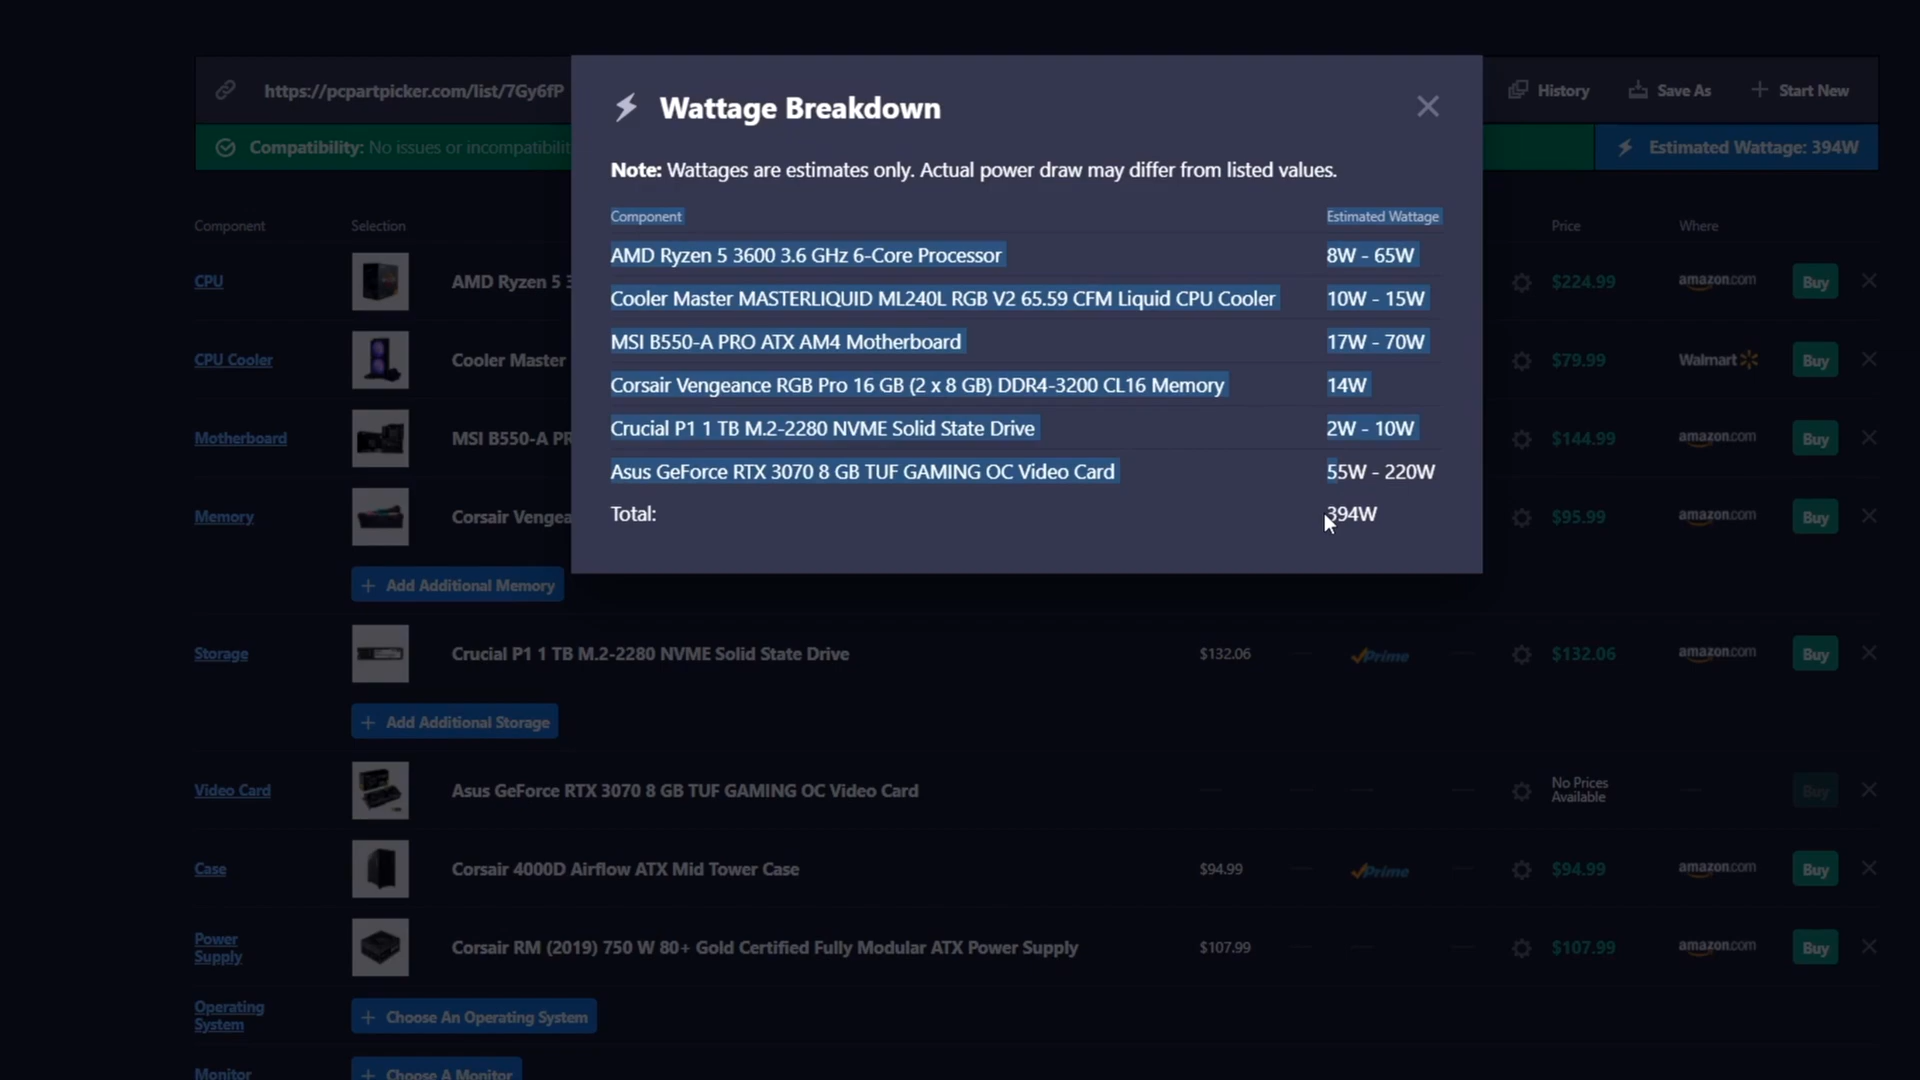 https://pcpartpicker.com/list/7Gy6fP
History
Save As
Start New
Compatibility: No issues or incompatibilit
Estimated Wattage: 394W
Wattage Breakdown
Note: Wattages are estimates only. Actual power draw may differ from listed values.
Component Estimated Wattage
AMD Ryzen 5 3600 3.6 GHz 6-Core Processor 8W - 65W
Cooler Master MASTERLIQUID ML240L RGB V2 65.59 CFM Liquid CPU Cooler 10W - 15W
MSI B550-A PRO ATX AM4 Motherboard 17W - 70W
Corsair Vengeance RGB Pro 16 GB (2 x 8 GB) DDR4-3200 CL16 Memory 14W
Crucial P1 1 TB M.2-2280 NVME Solid State Drive 2W - 10W
Asus GeForce RTX 3070 8 GB TUF GAMING OC Video Card 55W - 220W
Total: 394W
Component Selection Price Where
CPU AMD Ryzen 5 3 $224.99 amazon.com Buy
CPU Cooler Cooler Master $79.99 Walmart Buy
Motherboard MSI B550-A PR $144.99 amazon.com Buy
Memory Corsair Vengea $95.99 amazon.com Buy
+ Add Additional Memory
Storage Crucial P1 1 TB M.2-2280 NVME Solid State Drive $132.06 Prime $132.06 amazon.com Buy
+ Add Additional Storage
Video Card Asus GeForce RTX 3070 8 GB TUF GAMING OC Video Card No Prices Buy
Available
Case Corsair 4000D Airflow ATX Mid Tower Case $94.99 Prime $94.99 amazon.com Buy
Power
Supply Corsair RM (2019) 750 W 80+ Gold Certified Fully Modular ATX Power Supply $107.99 $107.99 amazon.com Buy
Operating
System + Choose An Operating System
Monitor + Choose A Monitor